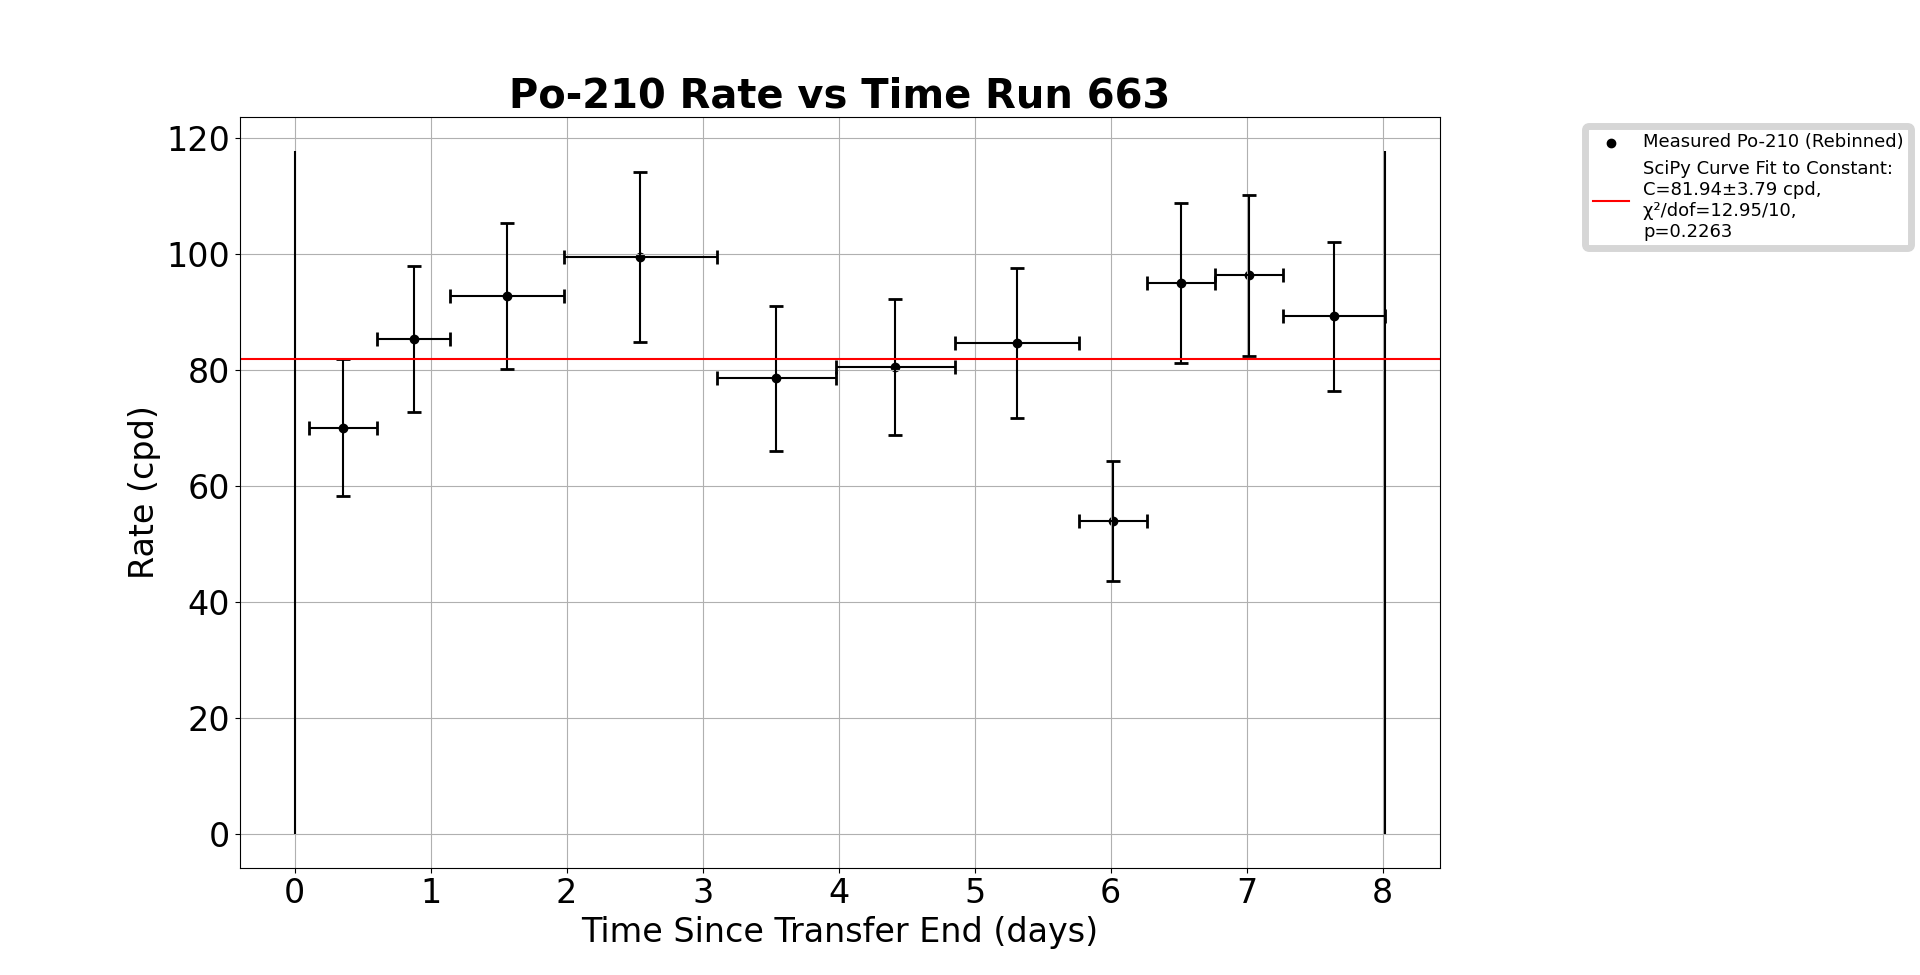 Po-210 Rate vs Time Run 663
120
100
80
60
40
20
0
Rate (cpd)
0 1 2 3 4 5 6 7 8
Time Since Transfer End (days)
Measured Po-210 (Rebinned)
SciPy Curve Fit to Constant:
C=81.94±3.79 cpd,
χ²/dof=12.95/10,
p=0.2263